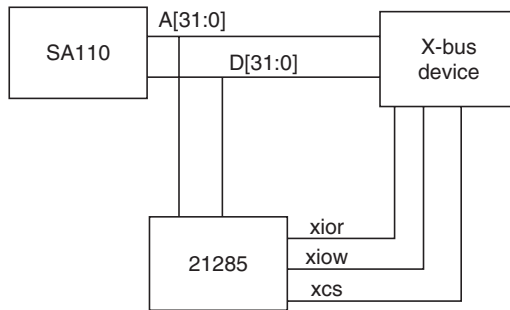 A[31:0]
SA110
D[31:0]
X-bus
device
21285
xior
xiow
xcs